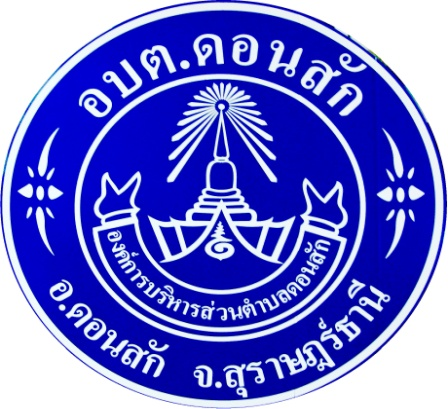 อบต.ดอนสัก
องค์การบริหารส่วนตำบลดอนสัก
อ.ดอนสัก จ.สุราษฎร์ธานี